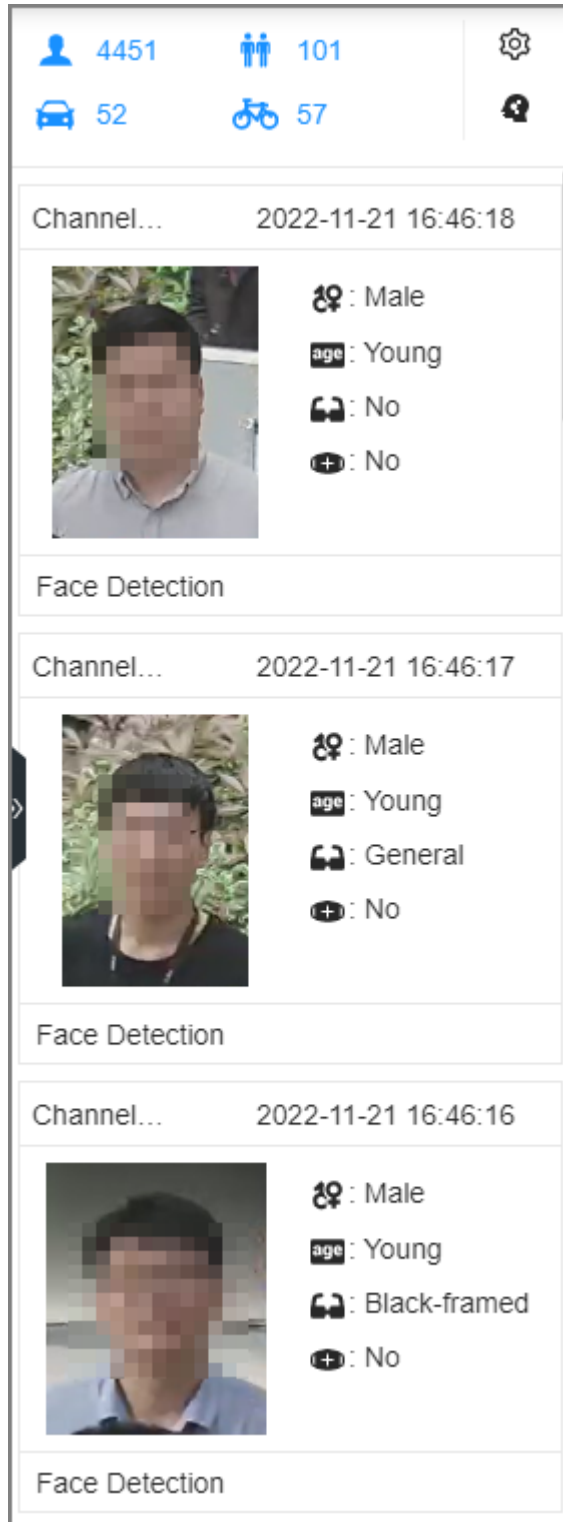 4451 101
52 57
Channel... 2022-11-21 16:46:18
: Male
age : Young
: No
: No
Face Detection
Channel... 2022-11-21 16:46:17
: Male
age : Young
: General
: No
Face Detection
Channel... 2022-11-21 16:46:16
: Male
age : Young
: Black-framed
: No
Face Detection